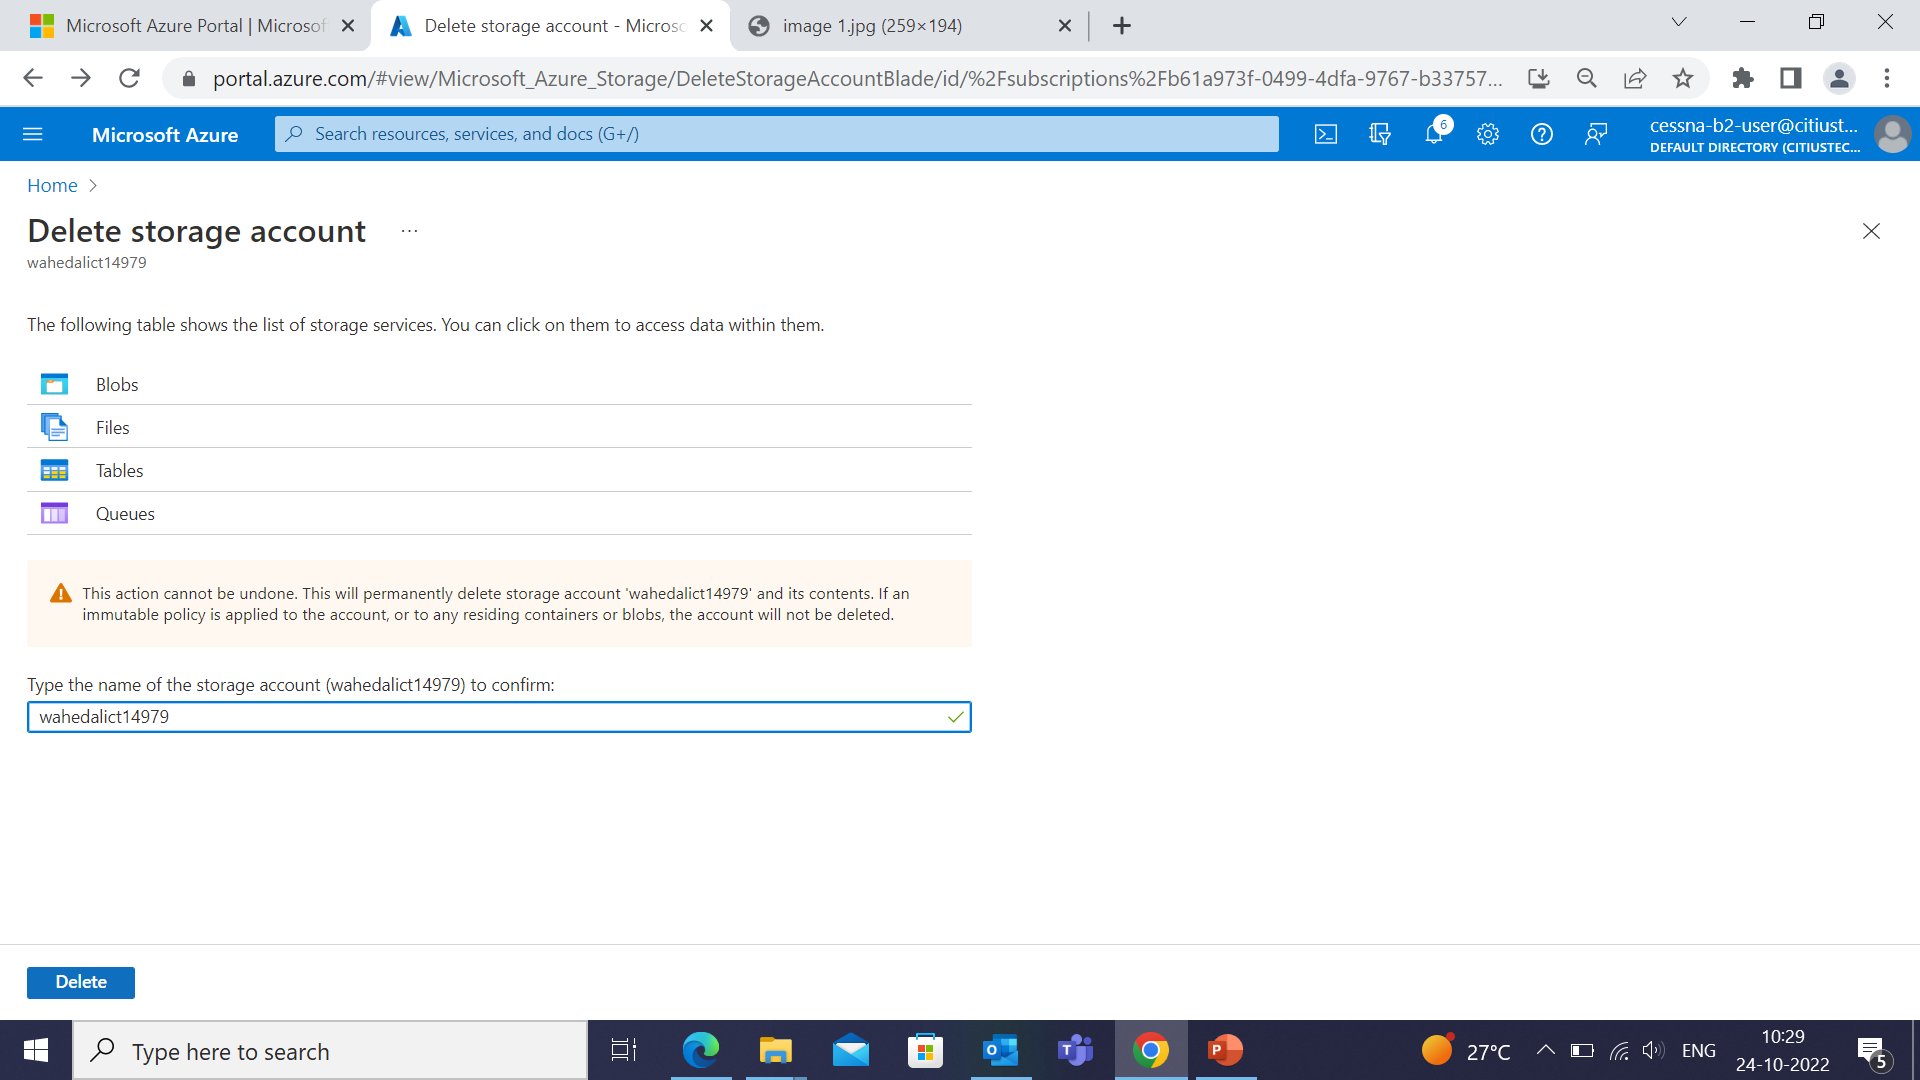 Microsoft Azure Portal | Microsof
Delete storage account - Microso
image 1.jpg (259×194)
portal.azure.com/#view/Microsoft_Azure_Storage/DeleteStorageAccountBlade/id/%2Fsubscriptions%2Fb61a973f-0499-4dfa-9767-b33757...
Microsoft Azure
Search resources, services, and docs (G+/)
6
cessna-b2-user@citiust...
DEFAULT DIRECTORY (CITIUSTEC...
Home >
Delete storage account ...
wahedalict14979
The following table shows the list of storage services. You can click on them to access data within them.
Blobs
Files
Tables
Queues
This action cannot be undone. This will permanently delete storage account 'wahedalict14979' and its contents. If an
immutable policy is applied to the account, or to any residing containers or blobs, the account will not be deleted.
Type the name of the storage account (wahedalict14979) to confirm:
wahedalict14979
Delete
Type here to search
27°C
ENG
10:29
24-10-2022
5